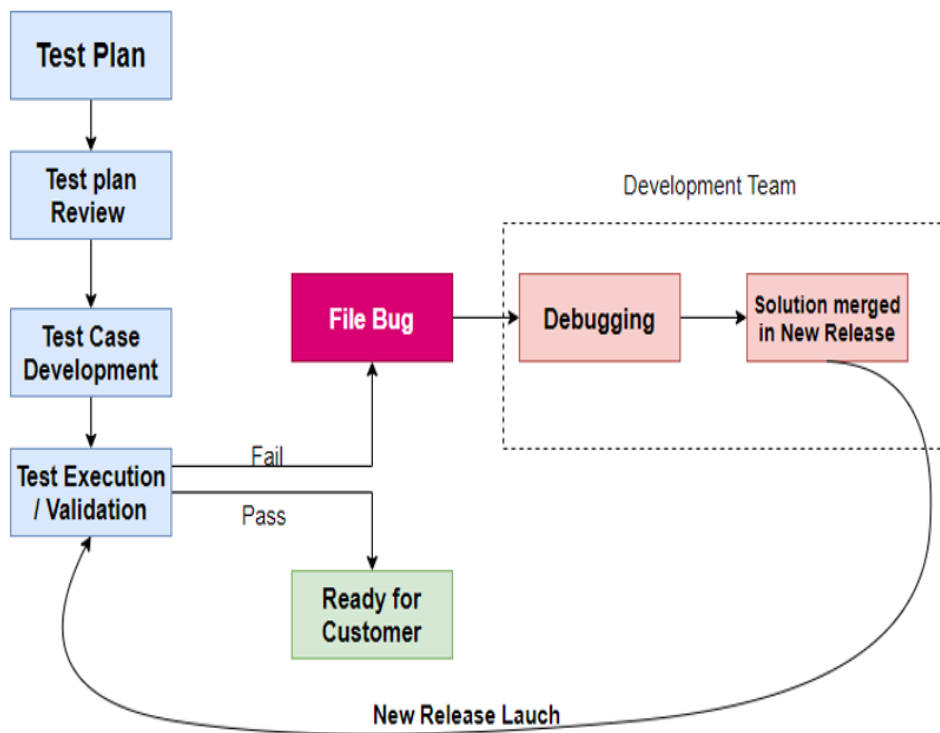 Test Plan
Test plan
Review
Development Team
File Bug
Debugging
Solution merged
in New Release
Test Case
Development
Test Execution
/ Validation
Fail
Pass
Ready for
Customer
New Release Lauch